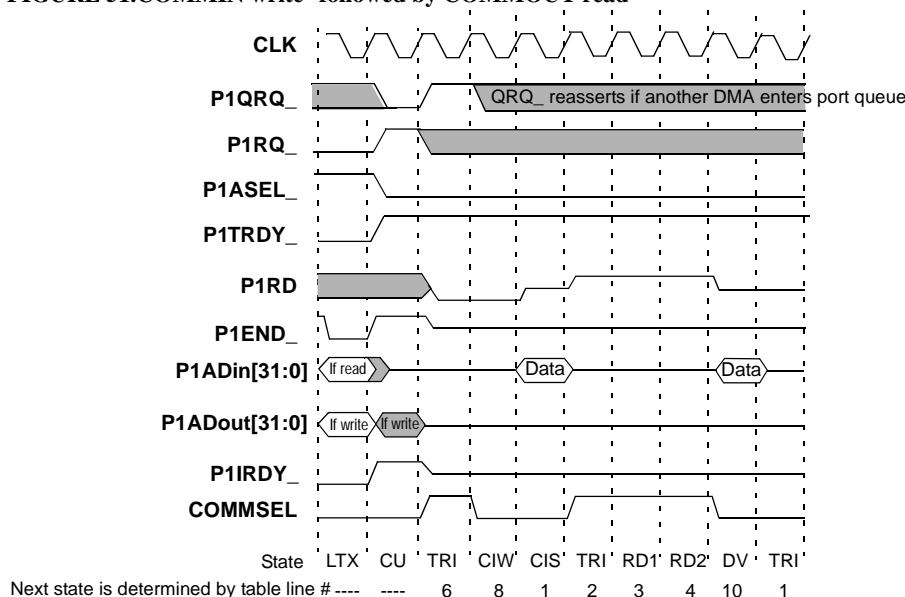 FIGURE 31.COMMIN write followed by COMMOUT read
CLK
P1QRQ_
QRQ_ reasserts if another DMA enters port queue
P1RQ_
P1ASEL_
P1TRDY_
P1RD
P1END_
P1ADin[31:0]
If read
Data
Data
P1ADout[31:0]
If write
If write
P1IRDY_
COMMSEL
State LTX CU TRI CIW CIS TRI RD1 RD2 DV TRI
Next state is determined by table line # ---- ---- 6 8 1 2 3 4 10 1